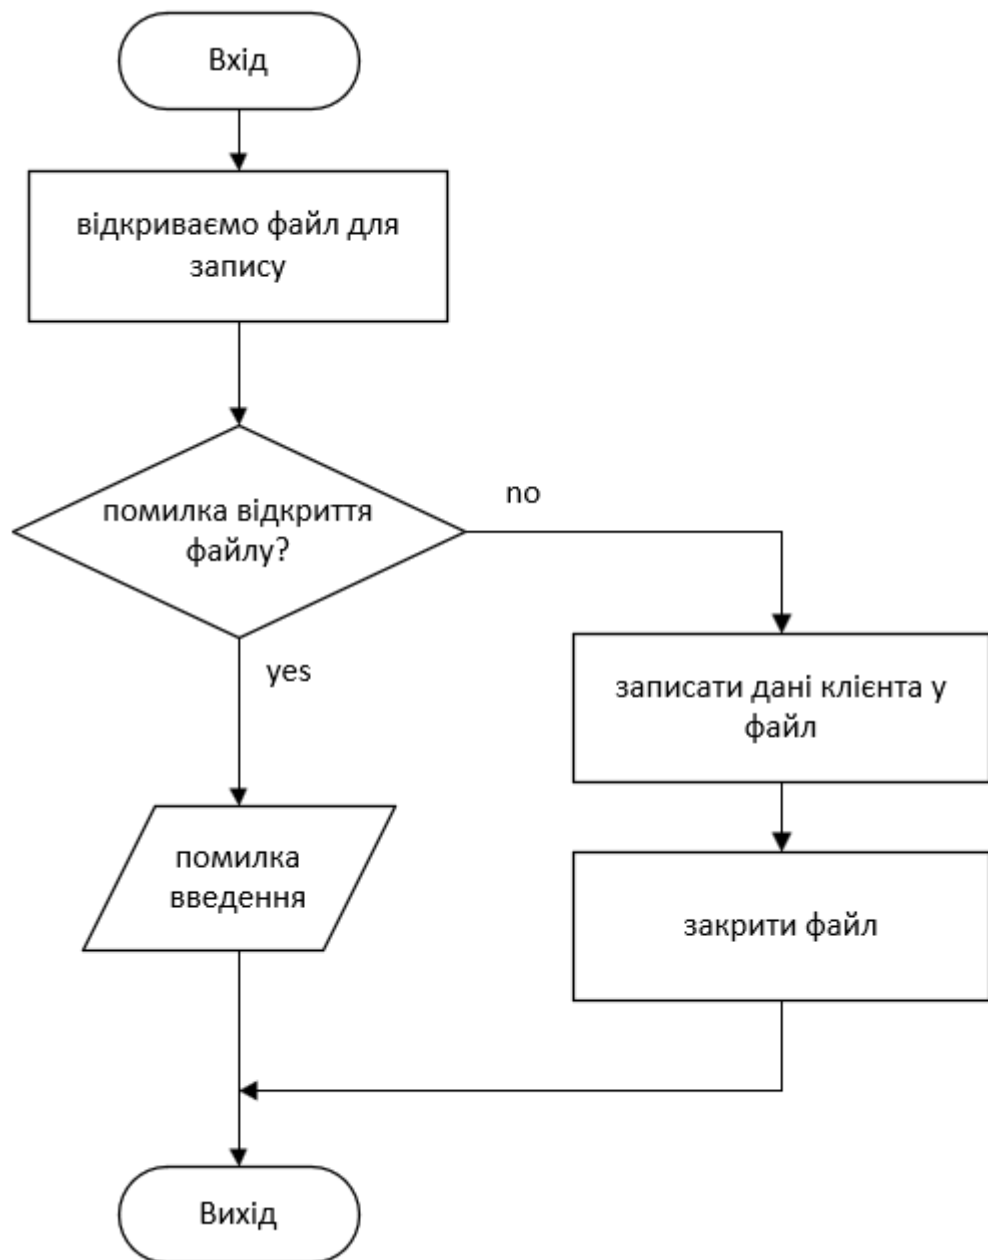 Вхід
відкриваємо файл для
запису
помилка відкриття
файлу?
no
yes
записати дані клієнта у
файл
помилка
введення
закрити файл
Вихід